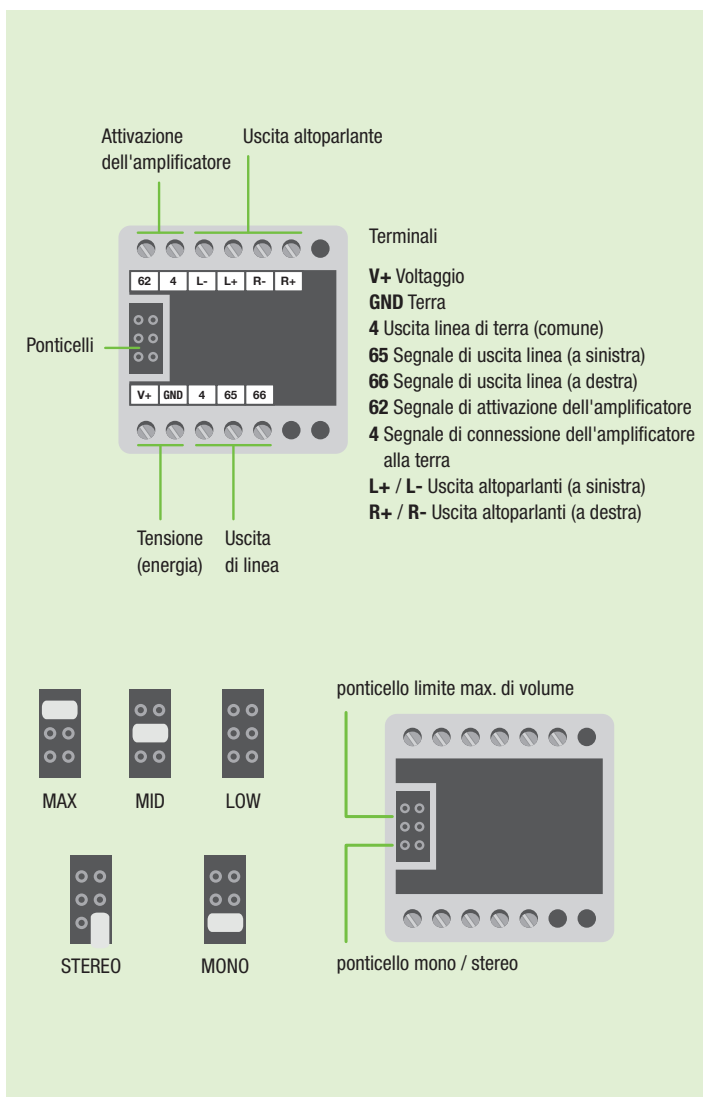 Attivazione
dell'amplificatore
Uscita altoparlante
62 4 L- L+ R- R+
Ponticelli
V+ GND 4 65 66
Tensione
(energia)
Uscita
di linea
Terminali
V+ Voltaggio
GND Terra
4 Uscita linea di terra (comune)
65 Segnale di uscita linea (a sinistra)
66 Segnale di uscita linea (a destra)
62 Segnale di attivazione dell'amplificatore
4 Segnale di connessione dell'amplificatore
alla terra
L+ / L- Uscita altoparlanti (a sinistra)
R+ / R- Uscita altoparlanti (a destra)
MAX
MID
LOW
STEREO
MONO
ponticello limite max. di volume
ponticello mono / stereo